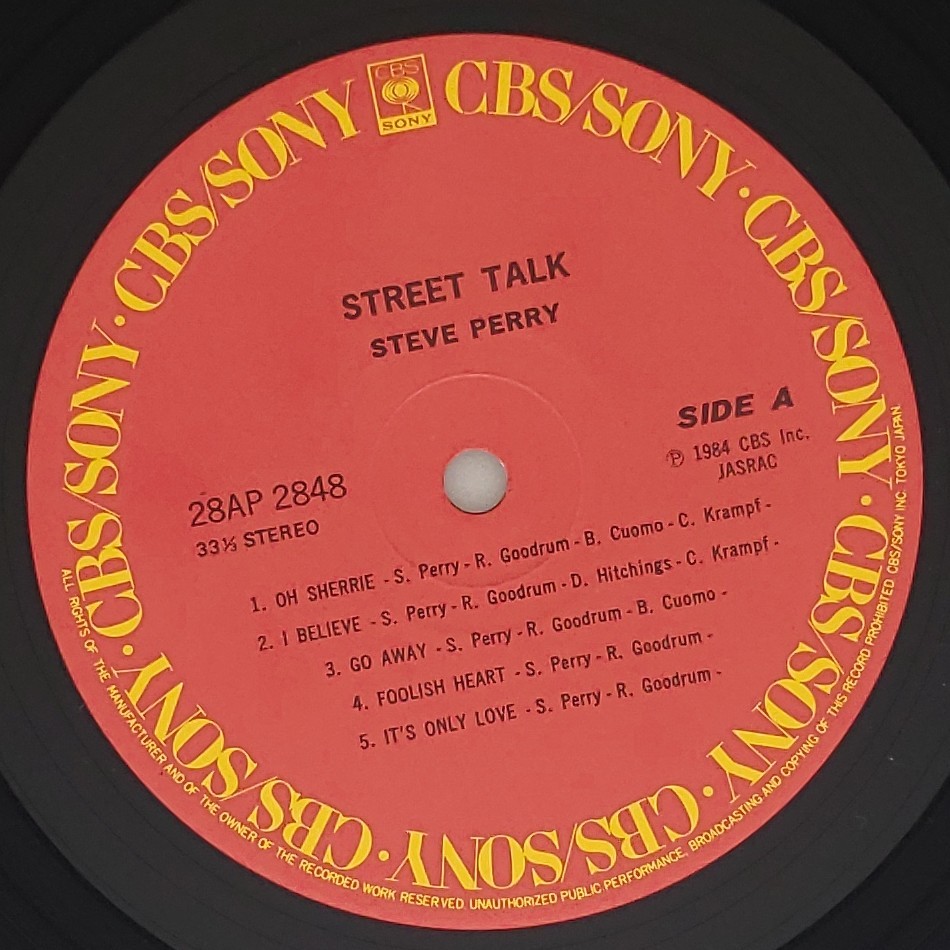 CBS
SONY
CBS/SONY · CBS/SONY · CBS/SONY · CBS/SONY · CBS/SONY · CBS/SONY · CBS/SONY · CBS/SONY
STREET TALK
STEVE PERRY
SIDE A
℗ 1984 CBS Inc.
JASRAC
28AP 2848
33⅓ STEREO
1. OH SHERRIE - S. Perry - R. Goodrum - B. Cuomo - C. Krampf -
2. I BELIEVE - S. Perry - R. Goodrum - D. Hitchings - C. Krampf -
3. GO AWAY - S. Perry - R. Goodrum - B. Cuomo -
4. FOOLISH HEART - S. Perry - R. Goodrum -
5. IT'S ONLY LOVE - S. Perry - R. Goodrum -
ALL RIGHTS OF THE MANUFACTURER AND OF THE OWNER OF THE RECORDED WORK RESERVED. UNAUTHORIZED PUBLIC PERFORMANCE, BROADCASTING AND COPYING OF THIS RECORD PROHIBITED CBS/SONY INC. TOKYO JAPAN.